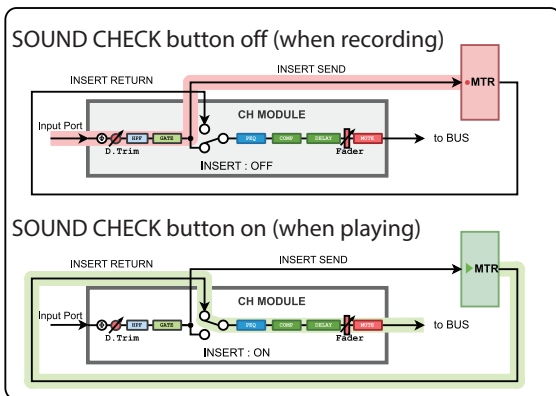 SOUND CHECK button off (when recording)
INSERT RETURN
INSERT SEND
MTR
CH MODULE
Input Port
Φ
HPF
GATE
PEQ
COMP
DELAY
MUTE
to BUS
D.Trim
Fader
INSERT : OFF
SOUND CHECK button on (when playing)
INSERT RETURN
INSERT SEND
MTR
CH MODULE
Input Port
Φ
HPF
GATE
PEQ
COMP
DELAY
MUTE
to BUS
D.Trim
Fader
INSERT : ON